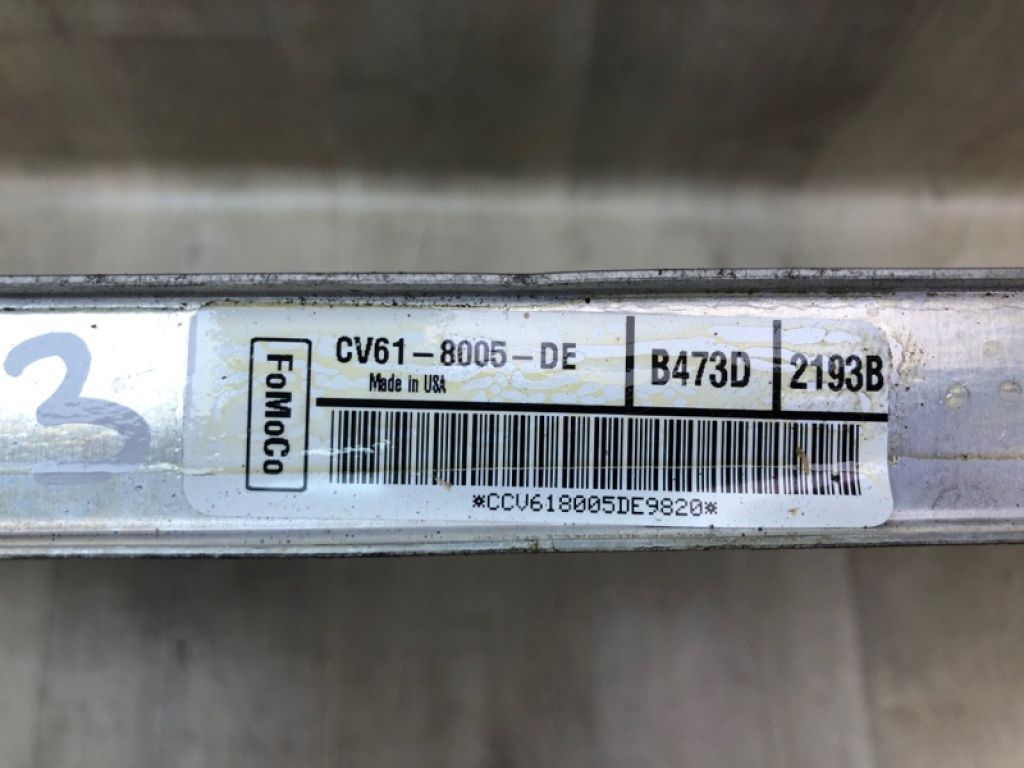 3
FoMoCo
CV61-8005-DE
Made in USA
B473D
2193B
*CCV618005DE9820*